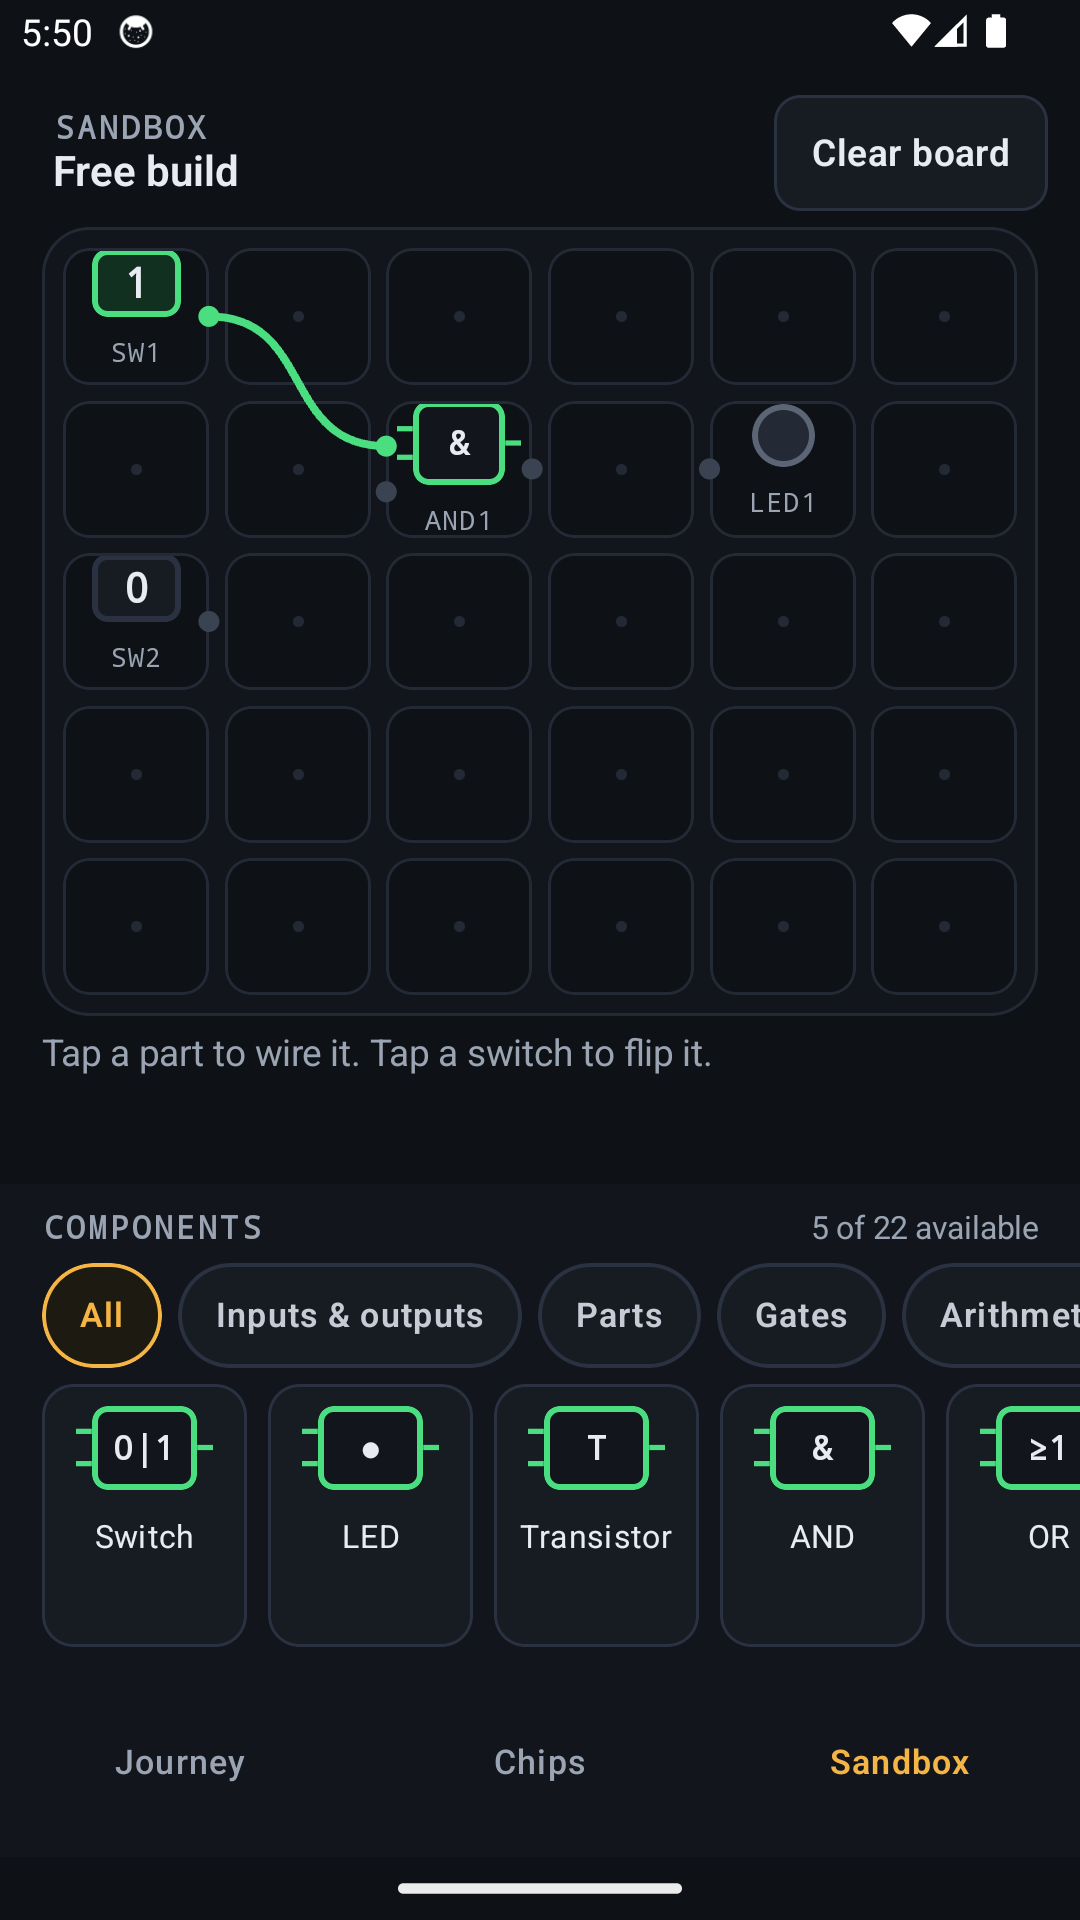 5:50
SANDBOX
Free build
Clear board
1
SW1
&
AND1
LED1
0
SW2
Tap a part to wire it. Tap a switch to flip it.
COMPONENTS
5 of 22 available
All
Inputs & outputs
Parts
Gates
Arithmet
0|1
T
&
≥1
Switch
LED
Transistor
AND
OR
Journey
Chips
Sandbox